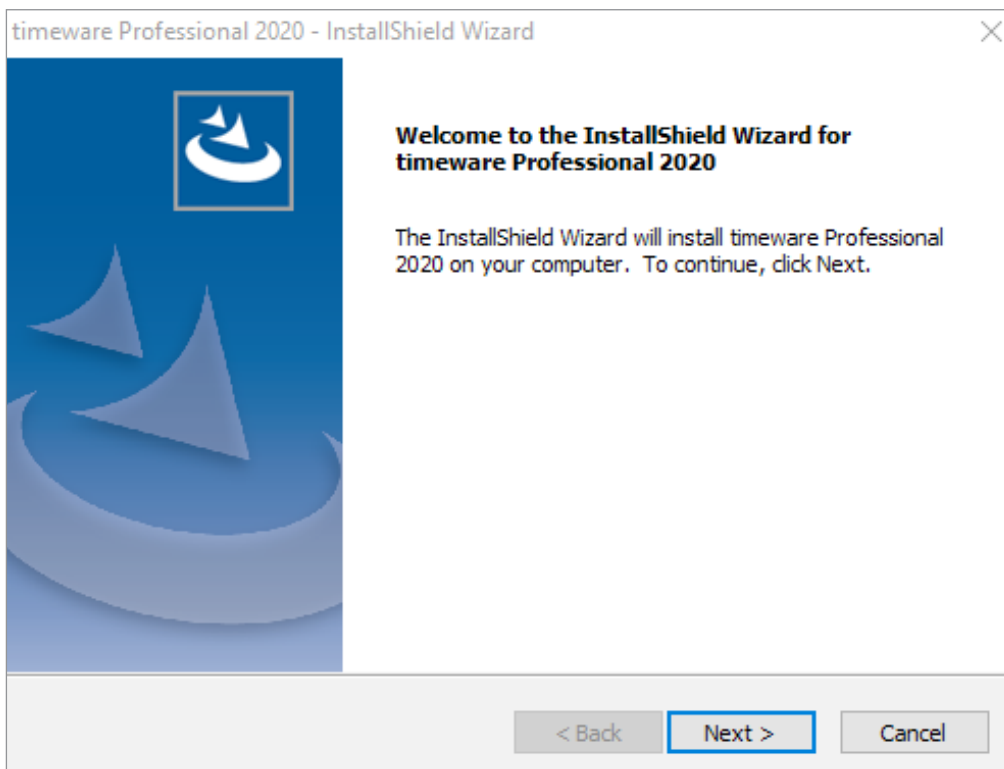 timeware Professional 2020 - InstallShield Wizard
Welcome to the InstallShield Wizard for
timeware Professional 2020
The InstallShield Wizard will install timeware Professional
2020 on your computer.  To continue, click Next.
< Back
Next >
Cancel